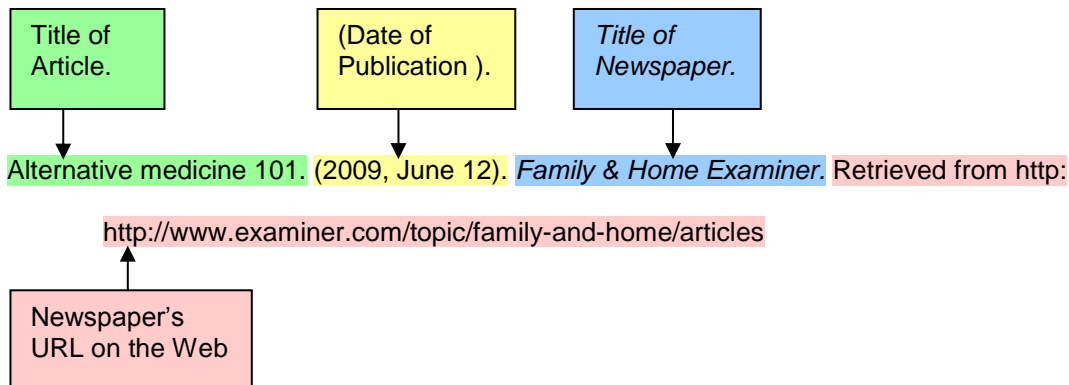 Title of
Article.
(Date of
Publication ).
Title of
Newspaper.
Alternative medicine 101. (2009, June 12). Family & Home Examiner. Retrieved from http:
http://www.examiner.com/topic/family-and-home/articles
Newspaper's
URL on the Web